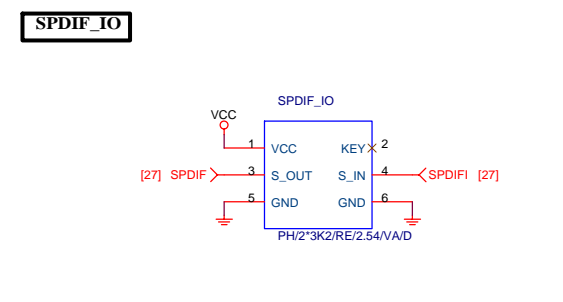 SPDIF_IO
SPDIF_IO
VCC
1 VCC KEY 2
[27] SPDIF 3 S_OUT S_IN 4 SPDIFI [27]
5 GND GND 6
PH/2*3K2/RE/2.54/VA/D